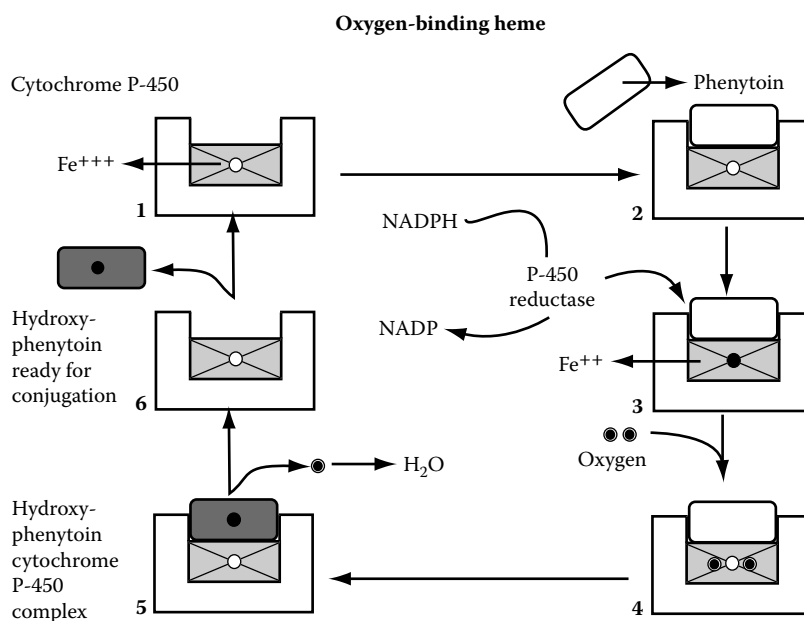 Oxygen-binding heme
Cytochrome P-450
Phenytoin
Fe+++
1
2
NADPH
P-450
reductase
NADP
Hydroxy-
phenytoin
ready for
conjugation
6
Fe++
3
Oxygen
H2O
Hydroxy-
phenytoin
cytochrome
P-450
complex
5
4